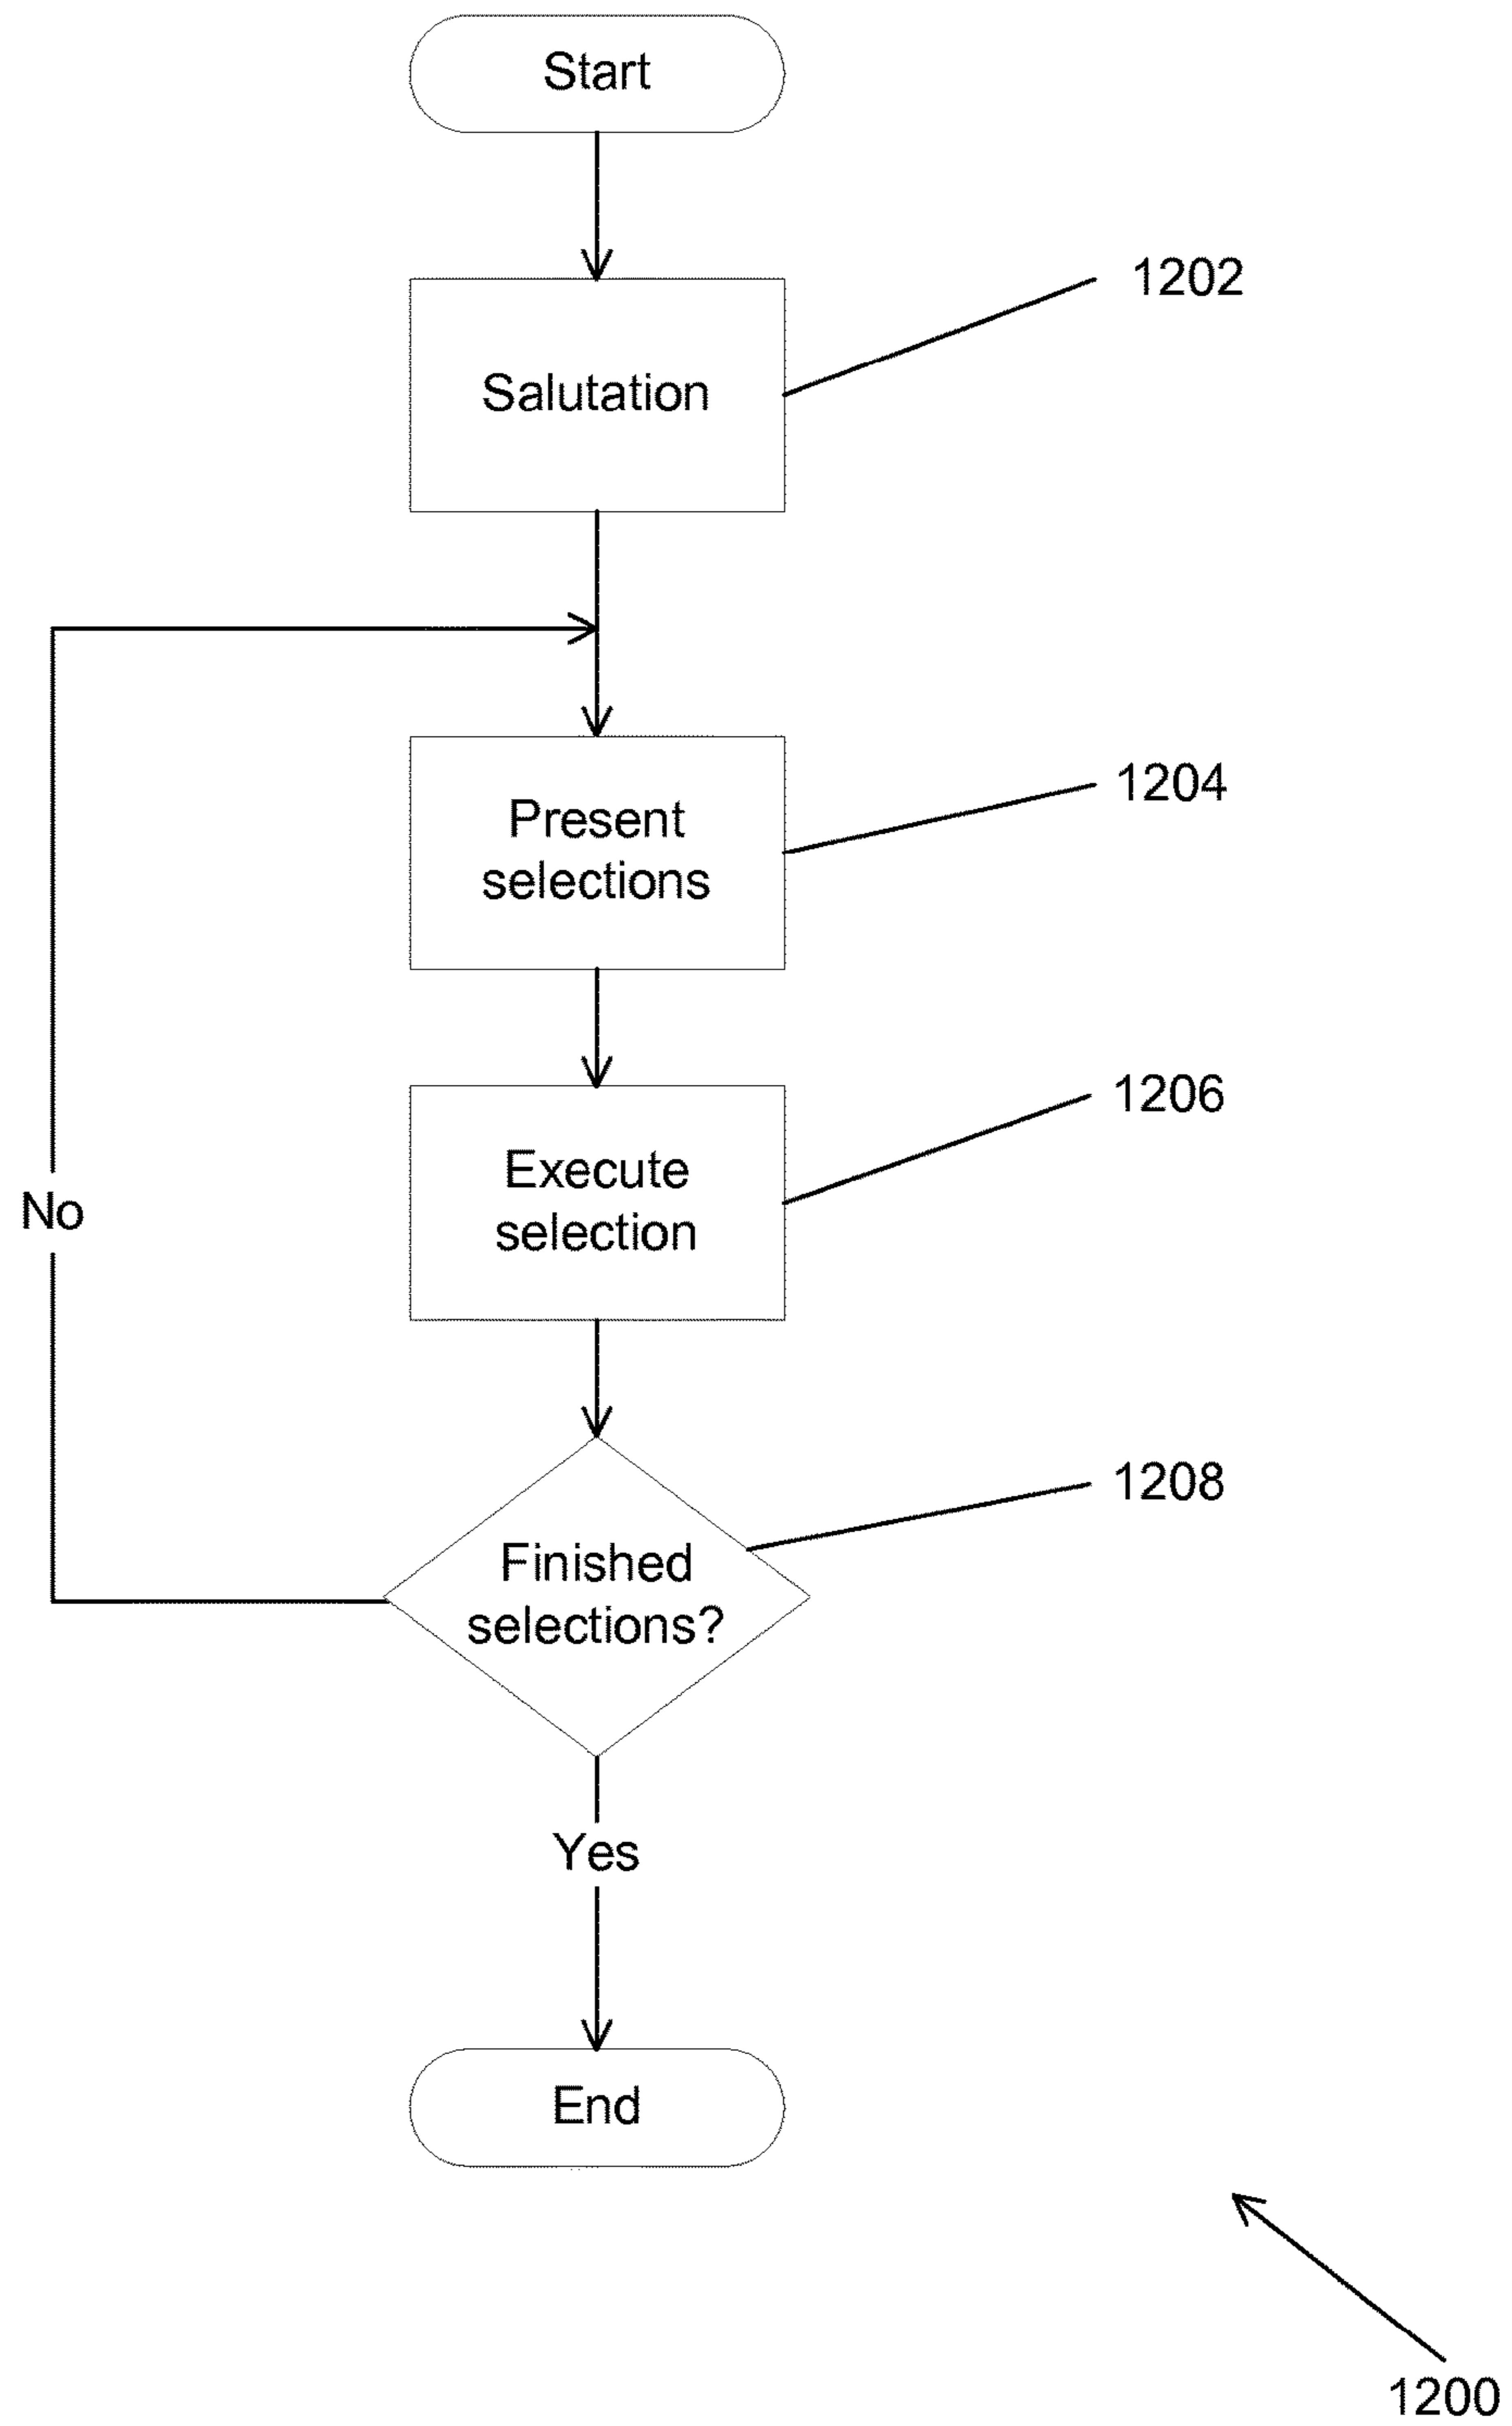 Start
1202
Salutation
1204
Present
selections
1206
Execute
selection
No
1208
Finished
selections?
Yes
End
1200